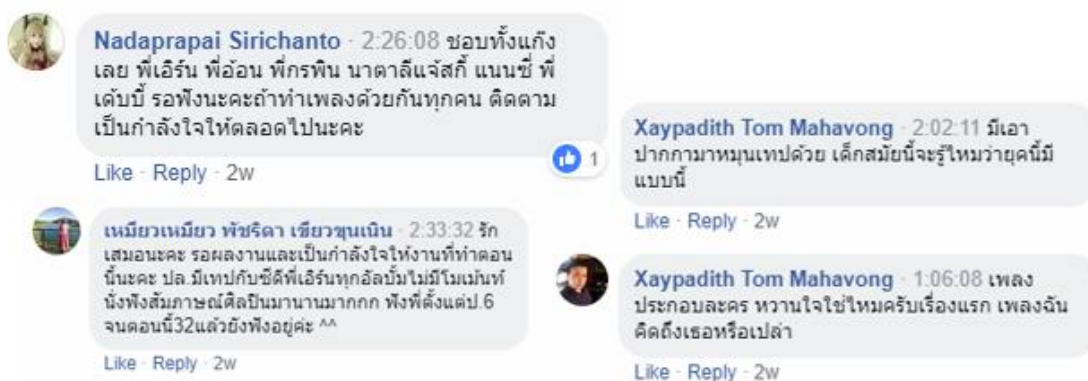 Nadaprapai Sirichanto · 2:26:08 ชอบทั้งแก๊ง
เลย พี่เอิร์น พี่อ้อน พี่กรพิน นาตาลีแจ้สกี้ แนนซี่ พี่
เด้บบี้ รอฟังนะคะถ้าทำเพลงด้วยกันทุกคน ติดตาม
เป็นกำลังใจให้ตลอดไปนะคะ
1
Like · Reply · 2w
เหมียวเหมียว พัชริดา เขียวขุนเนิน · 2:33:32 รัก
เสมอนะคะ รอผลงานและเป็นกำลังใจให้งานที่ทำตอน
นี้นะคะ ปล.มีเทปกับซีดีพี่เอิร์นทุกอัลบั้มไม่มีโมเม้นท์
นั่งฟังสัมภาษณ์ศิลปินมานานมากกก ฟังพี่ตั้งแต่ป.6
จนตอนนี้32แล้วยังฟังอยู่ค่ะ ^^
Like · Reply · 2w
Xaypadith Tom Mahavong · 2:02:11 มีเอา
ปากกามาหมุนเทปด้วย เด็กสมัยนี้จะรู้ไหมว่ายุคนี้มี
แบบนี้
Like · Reply · 2w
Xaypadith Tom Mahavong · 1:06:08 เพลง
ประกอบละคร หวานใจใช่ไหมครับเรื่องแรก เพลงฉัน
คิดถึงเธอหรือเปล่า
Like · Reply · 2w